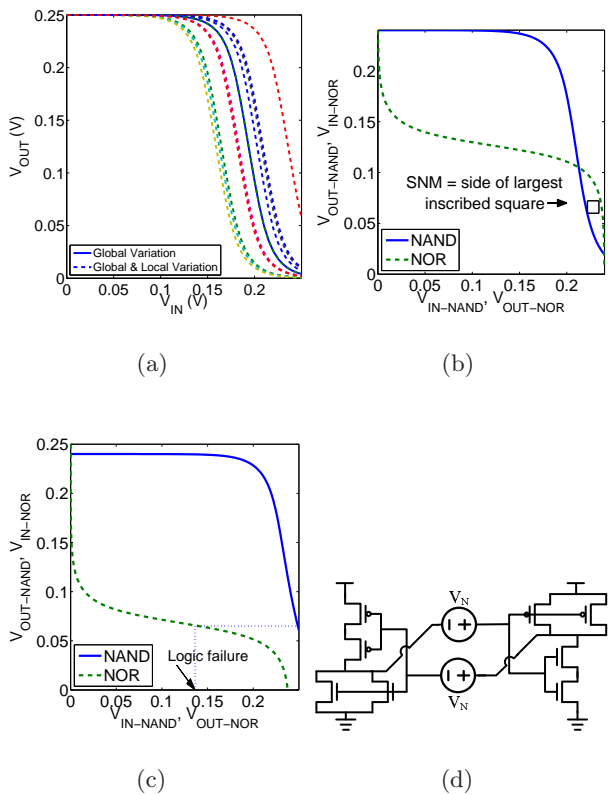 0.25
0.2
0.15
0.1
0.05
0
V_OUT (V)
Global Variation
Global & Local Variation
0 0.05 0.1 0.15 0.2
V_IN (V)
(a)
0.2
0.15
0.1
0.05
0
V_OUT−NAND, V_IN−NOR
SNM = side of largest
inscribed square
NAND
NOR
0 0.05 0.1 0.15 0.2
V_IN−NAND, V_OUT−NOR
(b)
0.25
0.2
0.15
0.1
0.05
0
V_OUT−NAND, V_IN−NOR
Logic failure
NAND
NOR
0 0.05 0.1 0.15 0.2
V_IN−NAND, V_OUT−NOR
(c)
V_N
V_N
(d)